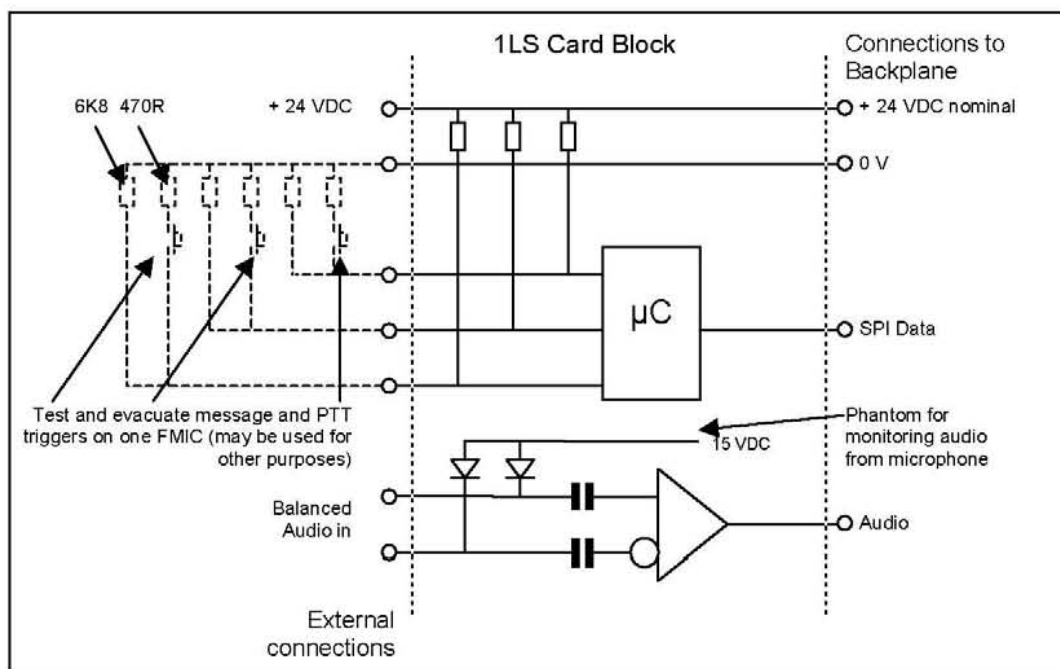 1LS Card Block
Connections to
Backplane
6K8 470R
+ 24 VDC
+ 24 VDC nominal
0 V
µC
SPI Data
Test and evacuate message and PTT
triggers on one FMIC (may be used for
other purposes)
Phantom for
monitoring audio
from microphone
15 VDC
Balanced
Audio in
Audio
External
connections